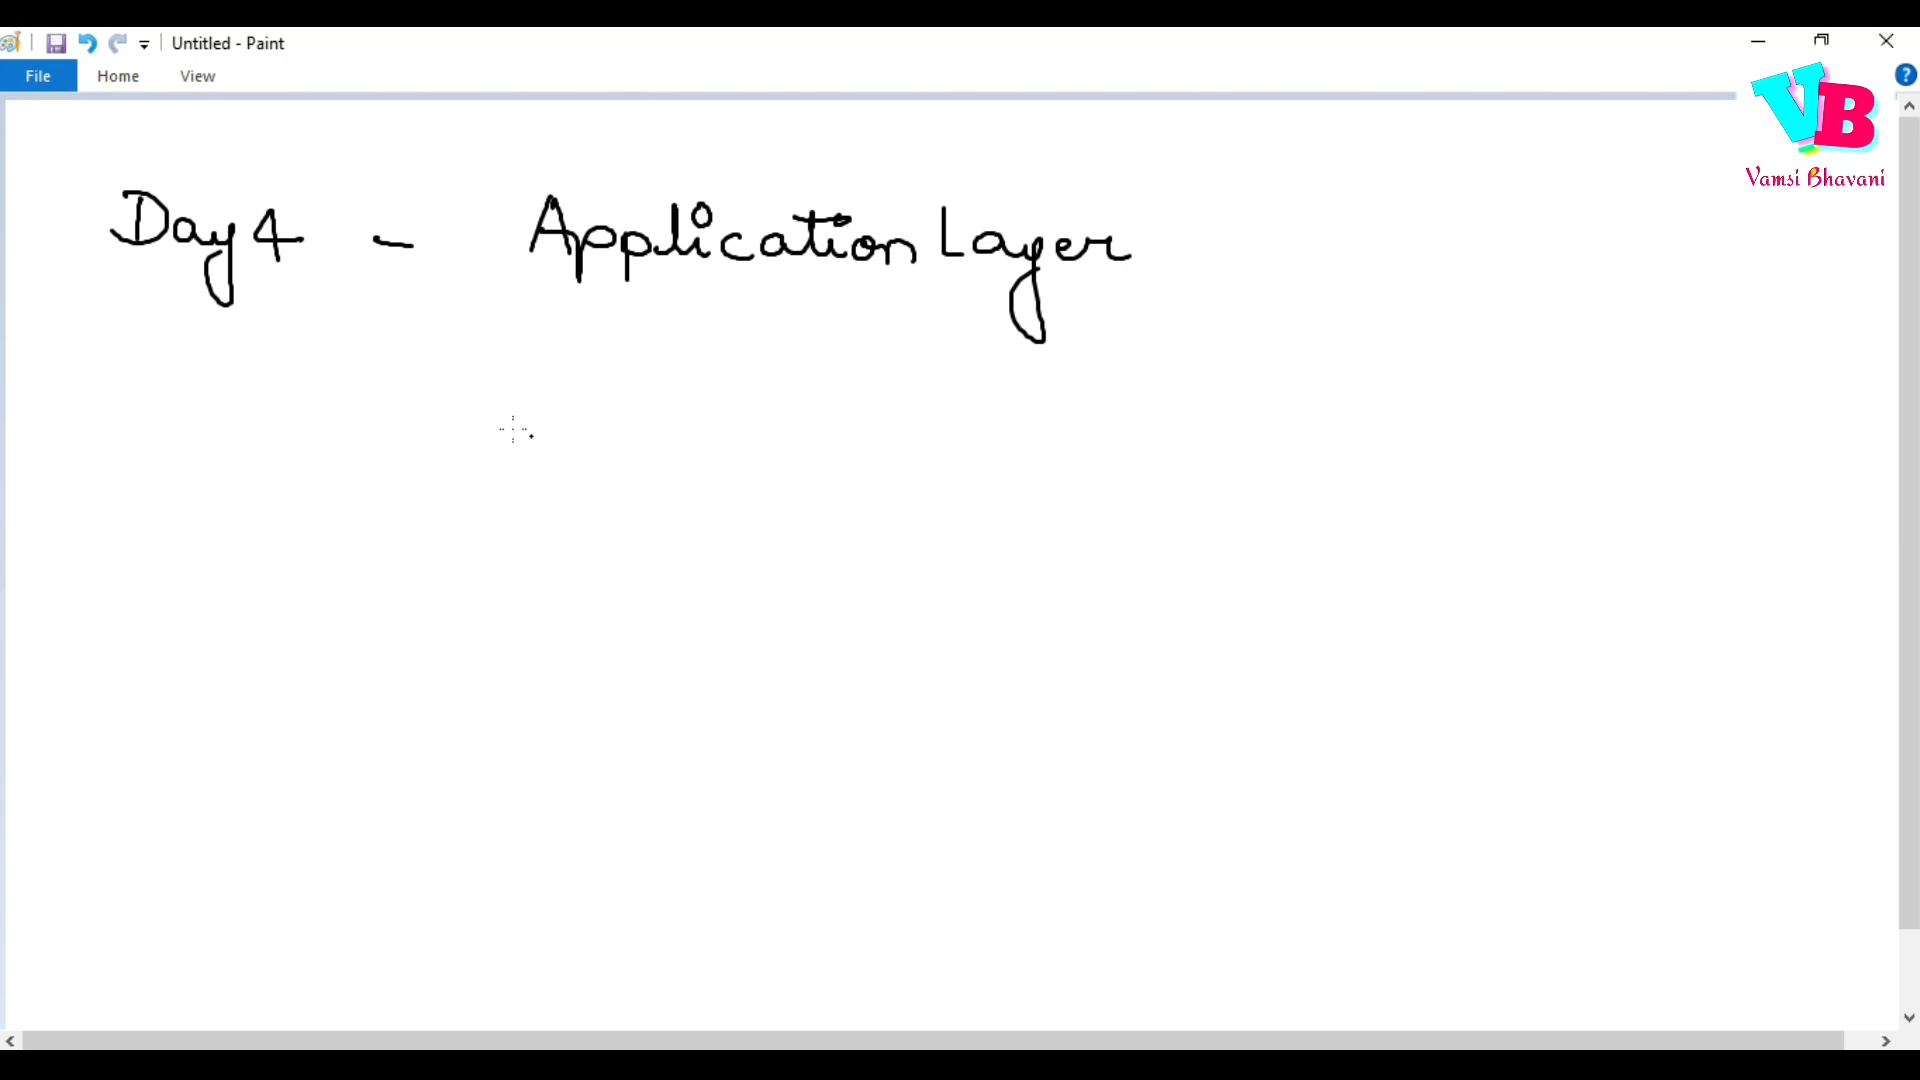 Untitled - Paint
File Home View
VB
Vamsi Bhavani
Day 4 - Application Layer